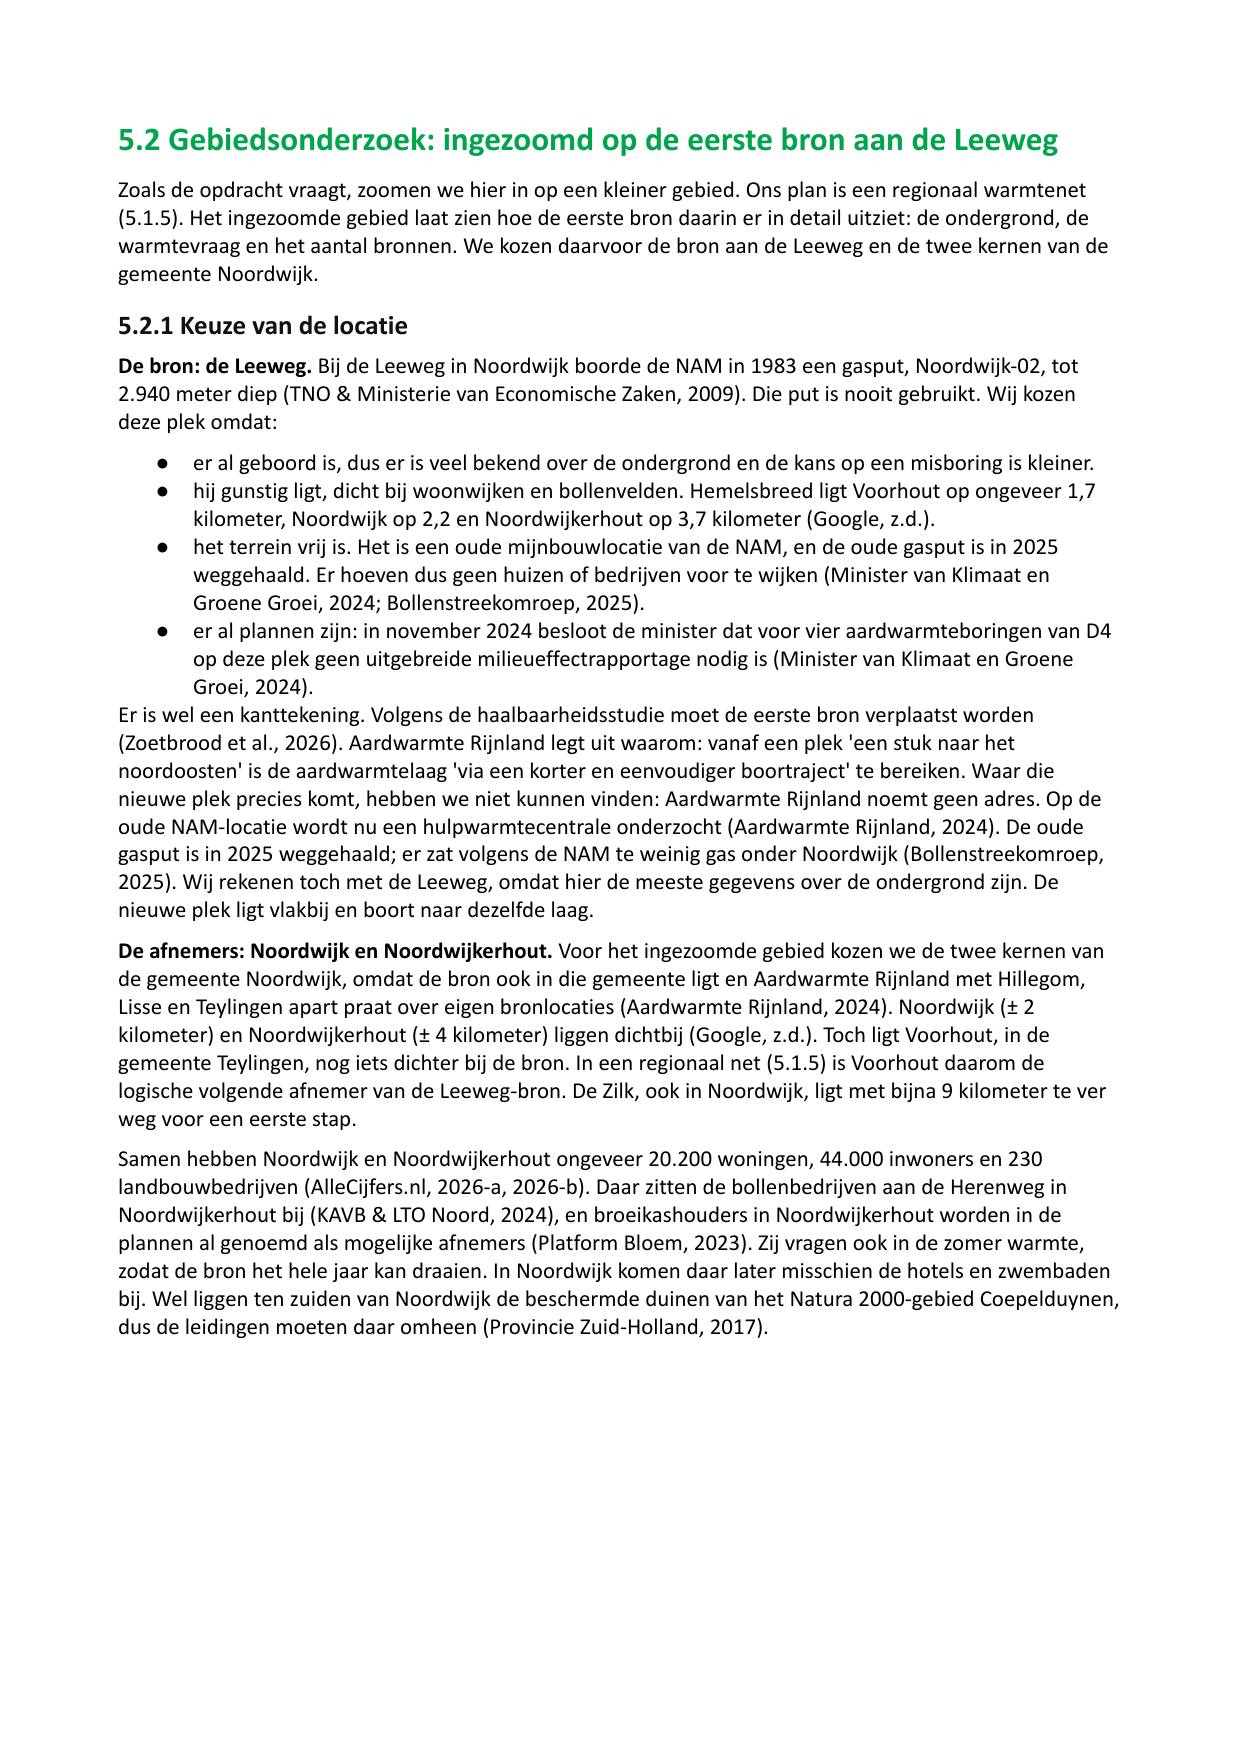 5.2 Gebiedsonderzoek: ingezoomd op de eerste bron aan de Leeweg
Zoals de opdracht vraagt, zoomen we hier in op een kleiner gebied. Ons plan is een regionaal warmtenet
(5.1.5). Het ingezoomde gebied laat zien hoe de eerste bron daarin er in detail uitziet: de ondergrond, de
warmtevraag en het aantal bronnen. We kozen daarvoor de bron aan de Leeweg en de twee kernen van de
gemeente Noordwijk.
5.2.1 Keuze van de locatie
De bron: de Leeweg. Bij de Leeweg in Noordwijk boorde de NAM in 1983 een gasput, Noordwijk-02, tot
2.940 meter diep (TNO & Ministerie van Economische Zaken, 2009). Die put is nooit gebruikt. Wij kozen
deze plek omdat:
● er al geboord is, dus er is veel bekend over de ondergrond en de kans op een misboring is kleiner.
● hij gunstig ligt, dicht bij woonwijken en bollenvelden. Hemelsbreed ligt Voorhout op ongeveer 1,7
kilometer, Noordwijk op 2,2 en Noordwijkerhout op 3,7 kilometer (Google, z.d.).
● het terrein vrij is. Het is een oude mijnbouwlocatie van de NAM, en de oude gasput is in 2025
weggehaald. Er hoeven dus geen huizen of bedrijven voor te wijken (Minister van Klimaat en
Groene Groei, 2024; Bollenstreekomroep, 2025).
● er al plannen zijn: in november 2024 besloot de minister dat voor vier aardwarmteboringen van D4
op deze plek geen uitgebreide milieueffectrapportage nodig is (Minister van Klimaat en Groene
Groei, 2024).
Er is wel een kanttekening. Volgens de haalbaarheidsstudie moet de eerste bron verplaatst worden
(Zoetbrood et al., 2026). Aardwarmte Rijnland legt uit waarom: vanaf een plek 'een stuk naar het
noordoosten' is de aardwarmtelaag 'via een korter en eenvoudiger boortraject' te bereiken. Waar die
nieuwe plek precies komt, hebben we niet kunnen vinden: Aardwarmte Rijnland noemt geen adres. Op de
oude NAM-locatie wordt nu een hulpwarmtecentrale onderzocht (Aardwarmte Rijnland, 2024). De oude
gasput is in 2025 weggehaald; er zat volgens de NAM te weinig gas onder Noordwijk (Bollenstreekomroep,
2025). Wij rekenen toch met de Leeweg, omdat hier de meeste gegevens over de ondergrond zijn. De
nieuwe plek ligt vlakbij en boort naar dezelfde laag.
De afnemers: Noordwijk en Noordwijkerhout. Voor het ingezoomde gebied kozen we de twee kernen van
de gemeente Noordwijk, omdat de bron ook in die gemeente ligt en Aardwarmte Rijnland met Hillegom,
Lisse en Teylingen apart praat over eigen bronlocaties (Aardwarmte Rijnland, 2024). Noordwijk (± 2
kilometer) en Noordwijkerhout (± 4 kilometer) liggen dichtbij (Google, z.d.). Toch ligt Voorhout, in de
gemeente Teylingen, nog iets dichter bij de bron. In een regionaal net (5.1.5) is Voorhout daarom de
logische volgende afnemer van de Leeweg-bron. De Zilk, ook in Noordwijk, ligt met bijna 9 kilometer te ver
weg voor een eerste stap.
Samen hebben Noordwijk en Noordwijkerhout ongeveer 20.200 woningen, 44.000 inwoners en 230
landbouwbedrijven (AlleCijfers.nl, 2026-a, 2026-b). Daar zitten de bollenbedrijven aan de Herenweg in
Noordwijkerhout bij (KAVB & LTO Noord, 2024), en broeikashouders in Noordwijkerhout worden in de
plannen al genoemd als mogelijke afnemers (Platform Bloem, 2023). Zij vragen ook in de zomer warmte,
zodat de bron het hele jaar kan draaien. In Noordwijk komen daar later misschien de hotels en zwembaden
bij. Wel liggen ten zuiden van Noordwijk de beschermde duinen van het Natura 2000-gebied Coepelduynen,
dus de leidingen moeten daar omheen (Provincie Zuid-Holland, 2017).